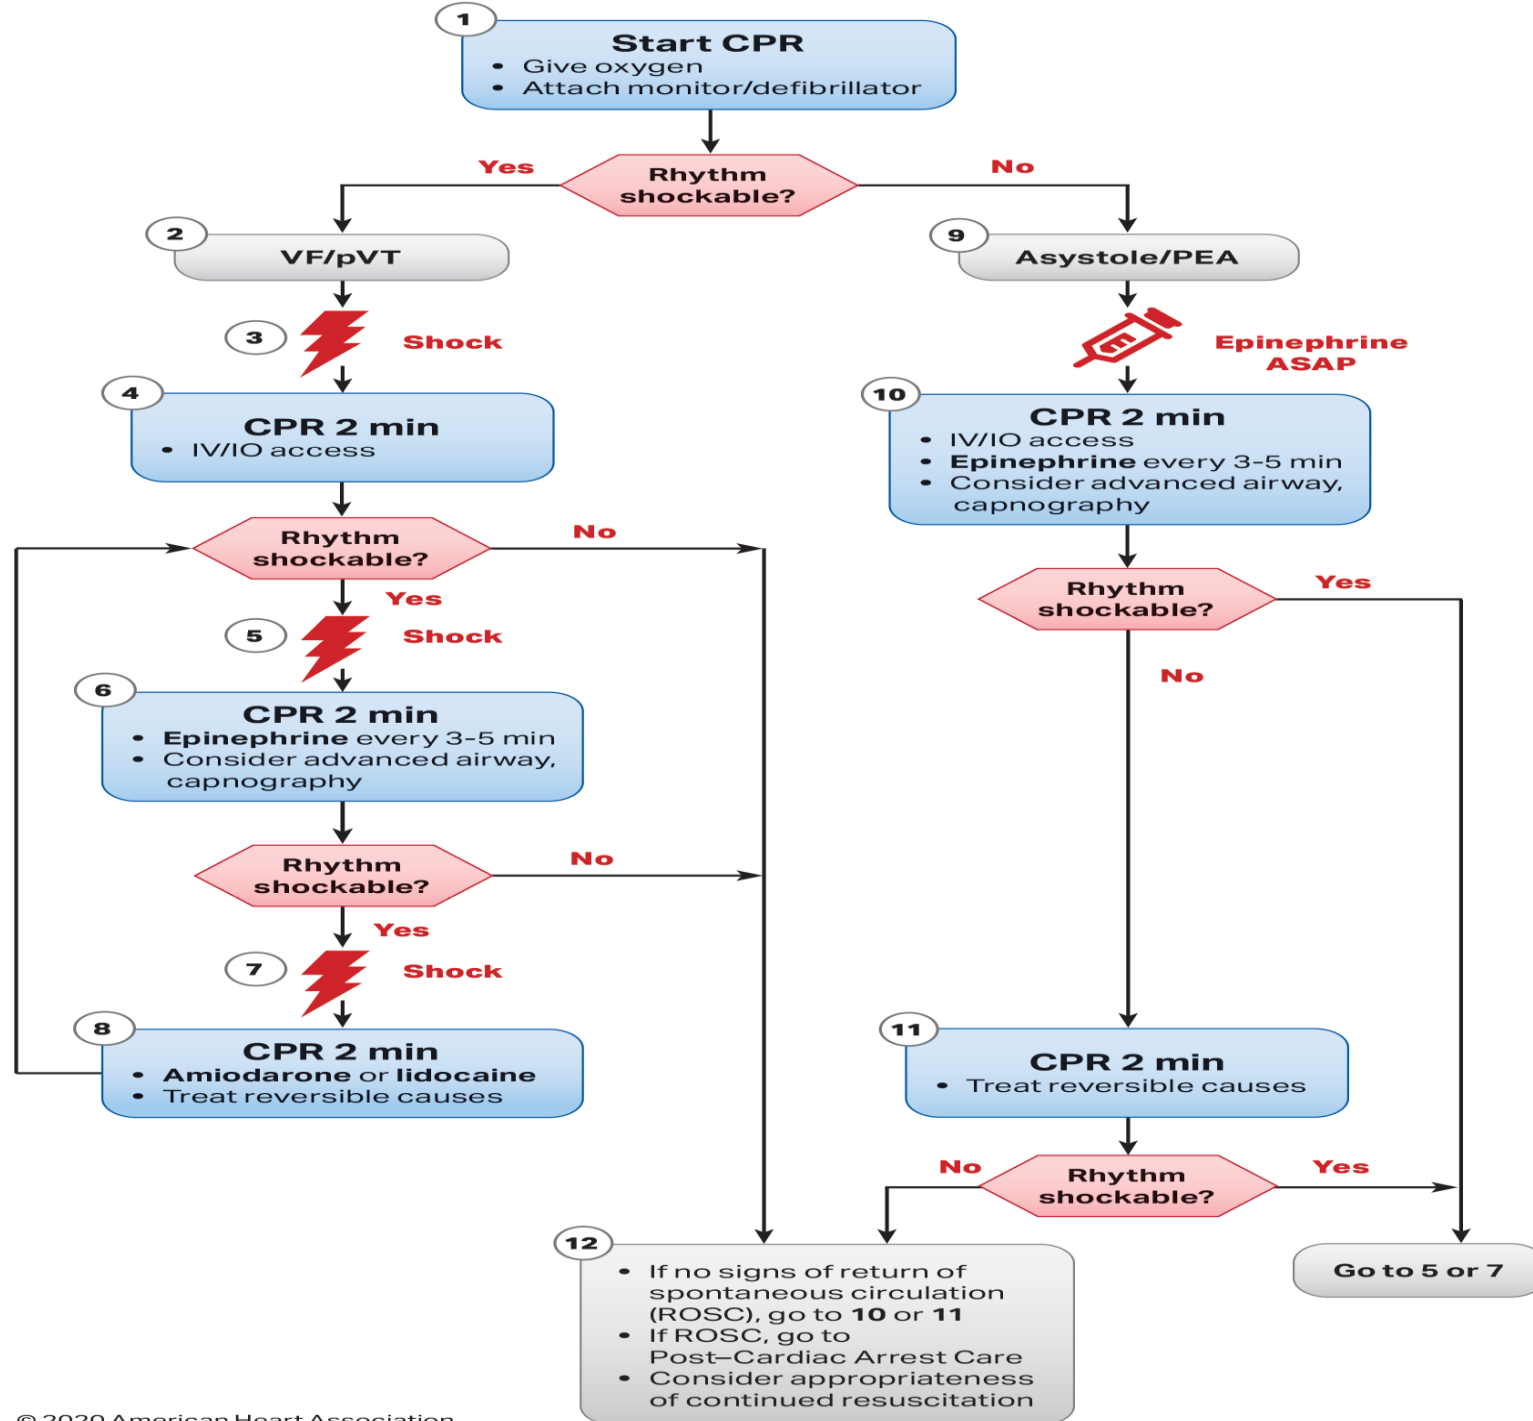 1
Start CPR
• Give oxygen
• Attach monitor/defibrillator
Rhythm
shockable?
Yes
No
2
VF/pVT
3
Shock
4
CPR 2 min
• IV/IO access
Rhythm
shockable?
No
Yes
5
Shock
6
CPR 2 min
• Epinephrine every 3-5 min
• Consider advanced airway,
capnography
Rhythm
shockable?
No
Yes
7
Shock
8
CPR 2 min
• Amiodarone or lidocaine
• Treat reversible causes
9
Asystole/PEA
E
Epinephrine
ASAP
10
CPR 2 min
• IV/IO access
• Epinephrine every 3-5 min
• Consider advanced airway,
capnography
Rhythm
shockable?
Yes
No
11
CPR 2 min
• Treat reversible causes
Rhythm
shockable?
No
Yes
12
• If no signs of return of
spontaneous circulation
(ROSC), go to 10 or 11
• If ROSC, go to
Post–Cardiac Arrest Care
• Consider appropriateness
of continued resuscitation
Go to 5 or 7
© 2020 American Heart Association